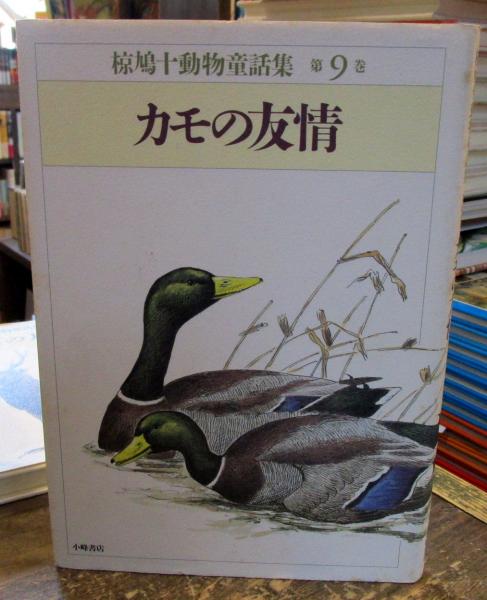 椋鳩十動物童話集 第9巻
カモの友情
小峰書店